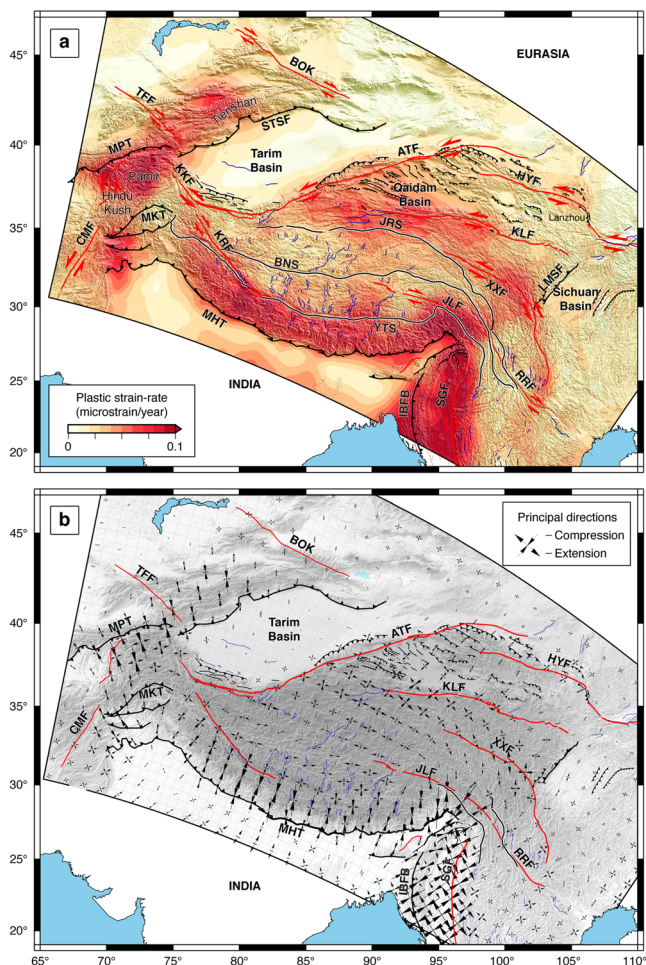 a
EURASIA
45°
BOK
TFF
Tienshan
STSF
40°
MPT
Tarim
Basin
ATF
HYF
Pamir
KKF
Qaidam
Basin
Hindu
Kush
Lanzhou
35°
MKT
JRS
KLF
CMF
KRF
BNS
XXF
LMSF
Sichuan
Basin
30°
MHT
JLF
YTS
INDIA
RRF
25°
IBFB
SGF
Plastic strain-rate
(microstrain/year)
0
0.1
20°
b
Principal directions
– Compression
– Extension
45°
BOK
TFF
40°
MPT
Tarim
Basin
ATF
HYF
KLF
35°
MKT
CMF
XXF
30°
JLF
MHT
RRF
25°
INDIA
IBFB
SGF
20°
65° 70° 75° 80° 85° 90° 95° 100° 105° 110°